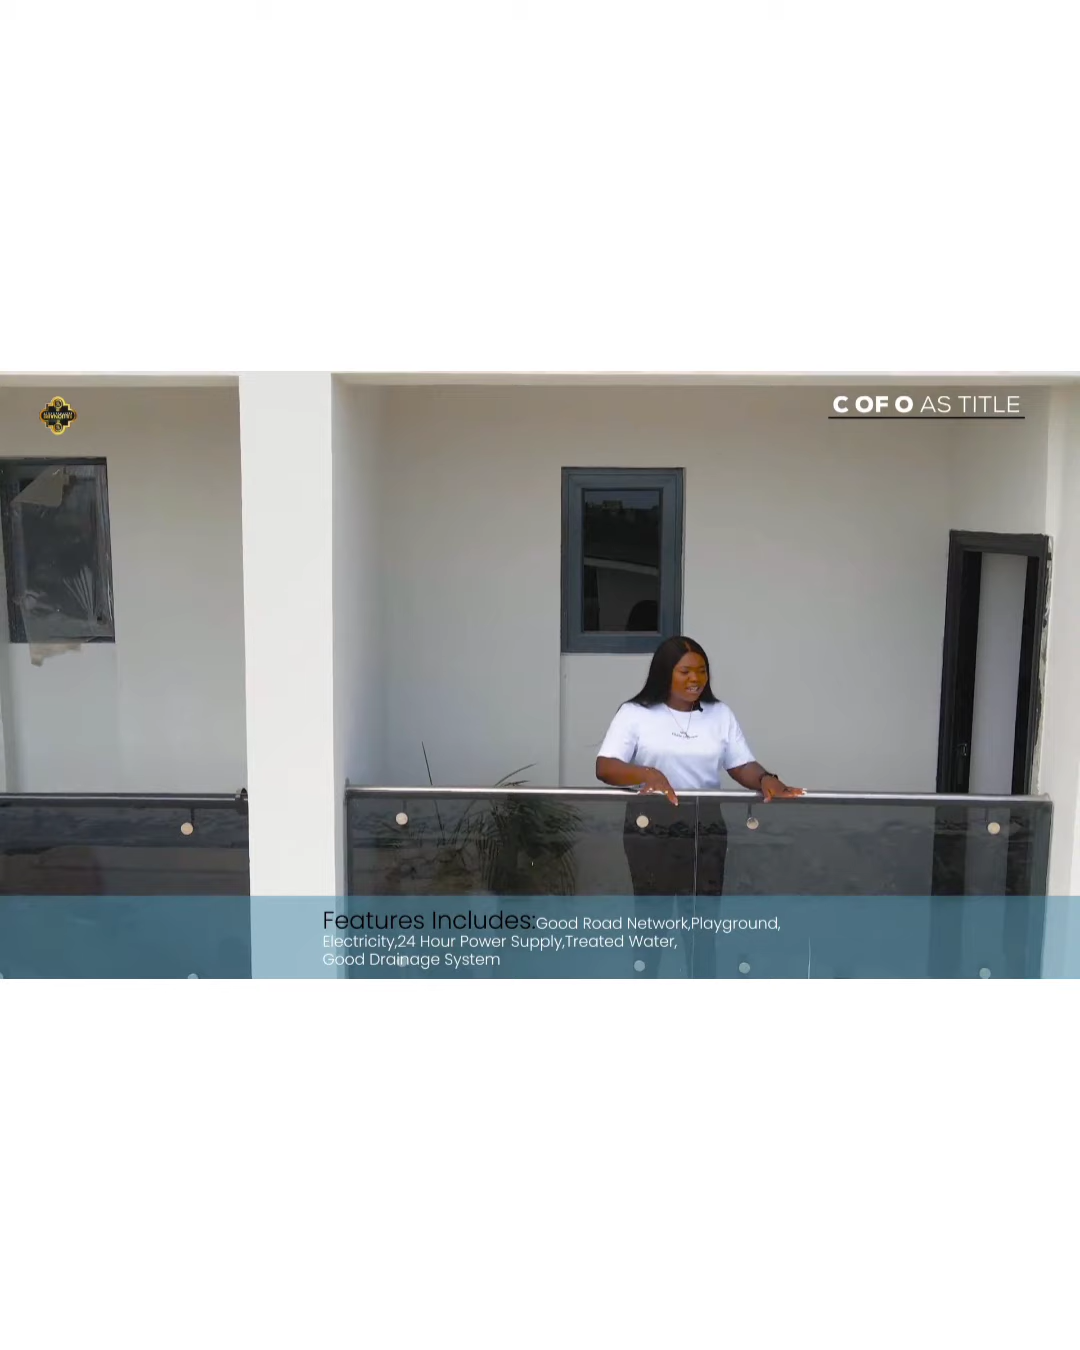 C OF O AS TITLE
Features Includes:Good Road Network,Playground,
Electricity,24 Hour Power Supply,Treated Water,
Good Drainage System